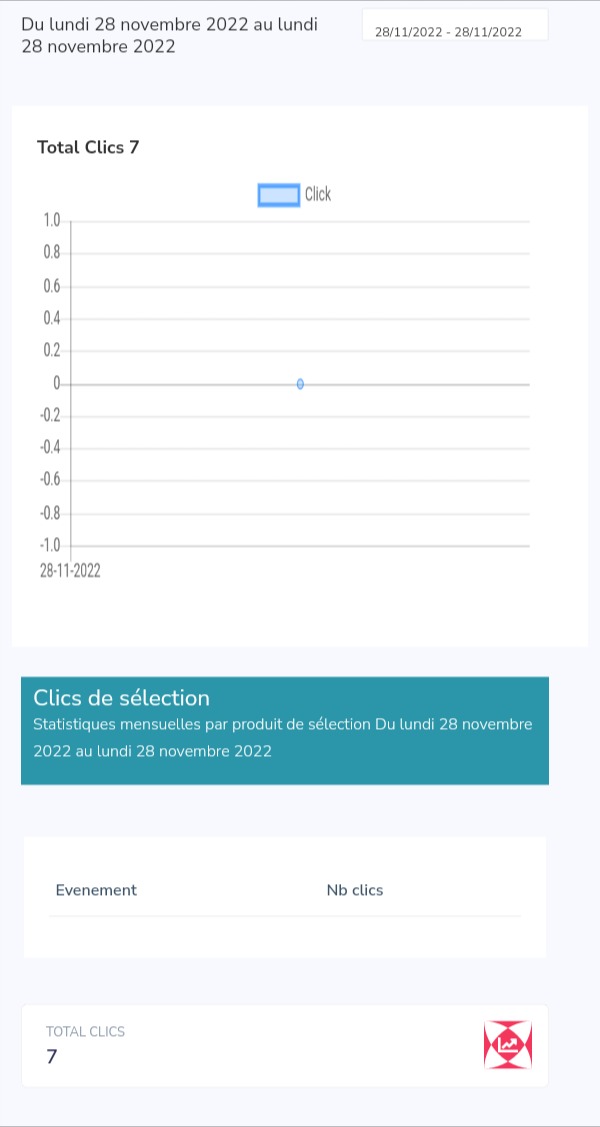 Du lundi 28 novembre 2022 au lundi
28 novembre 2022
28/11/2022 - 28/11/2022
Total Clics 7
Click
1.0
0.8
0.6
0.4
0.2
0
-0.2
-0.4
-0.6
-0.8
-1.0
28-11-2022
Clics de sélection
Statistiques mensuelles par produit de sélection Du lundi 28 novembre
2022 au lundi 28 novembre 2022
Evenement Nb clics
TOTAL CLICS
7